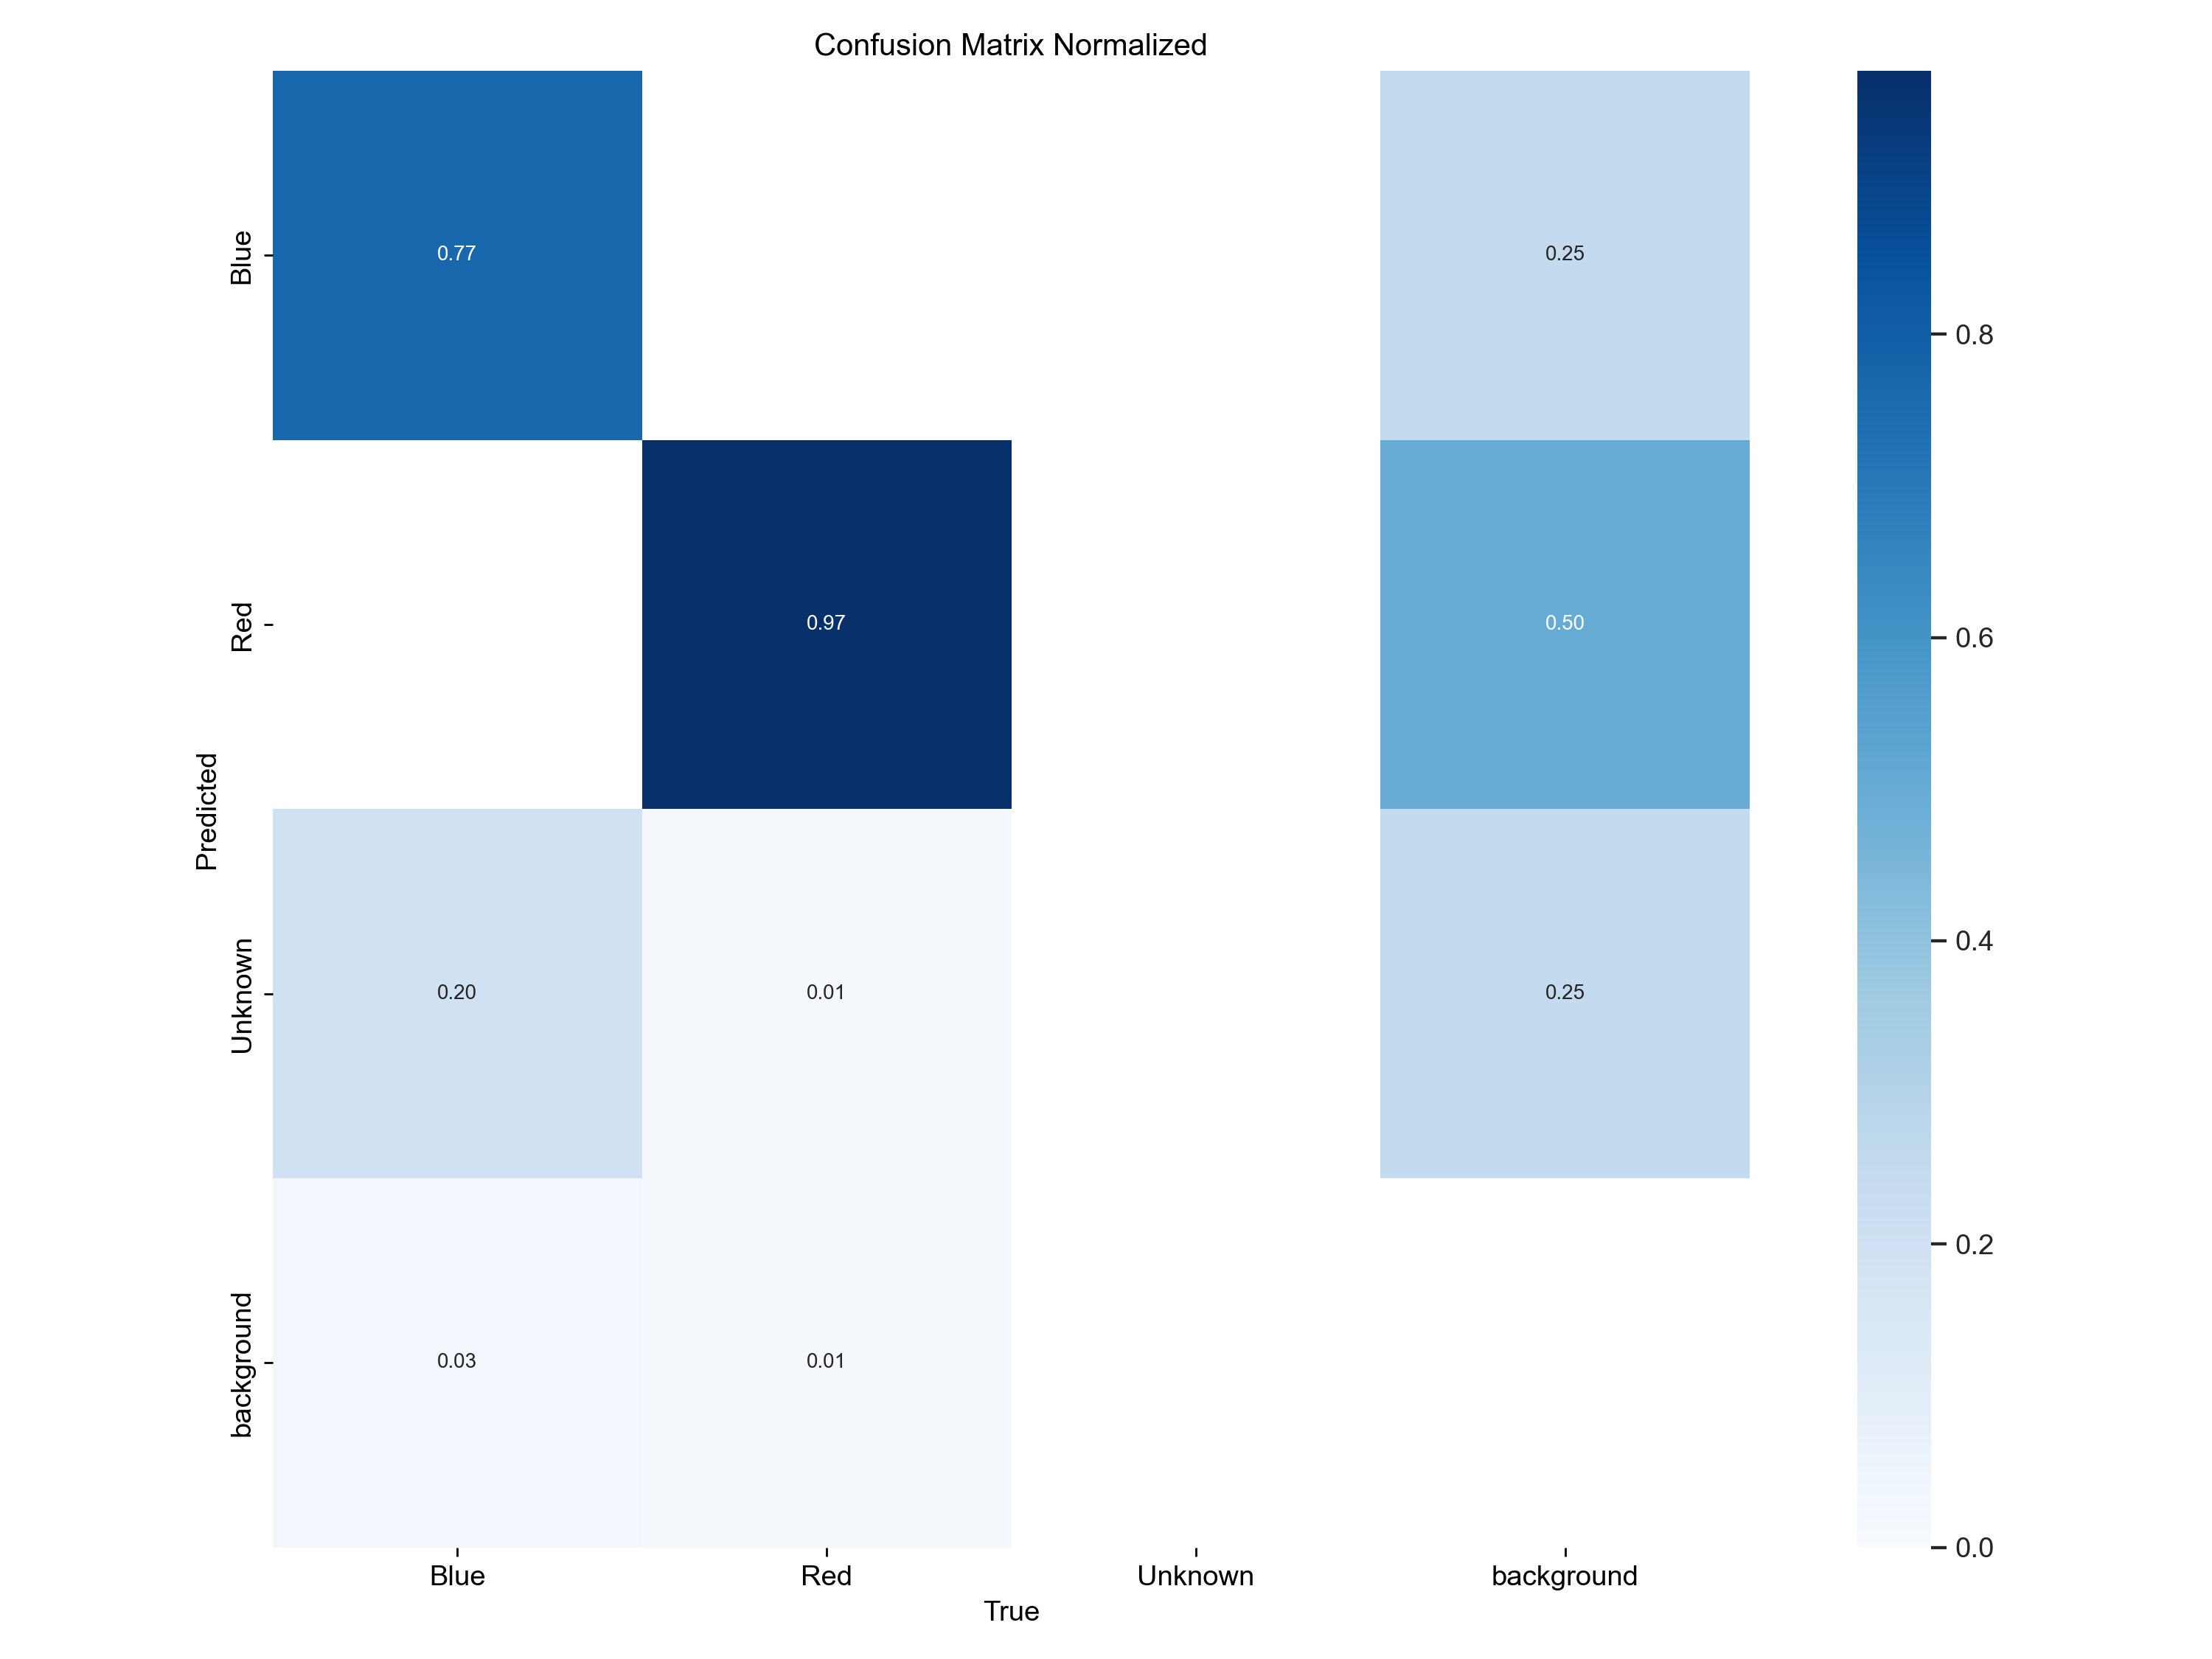 Confusion Matrix Normalized
Blue
0.77
0.25
0.8
Red
0.97
0.50
0.6
Predicted
Unknown
0.20
0.01
0.25
0.4
0.2
background
0.03
0.01
0.0
Blue
Red
Unknown
background
True